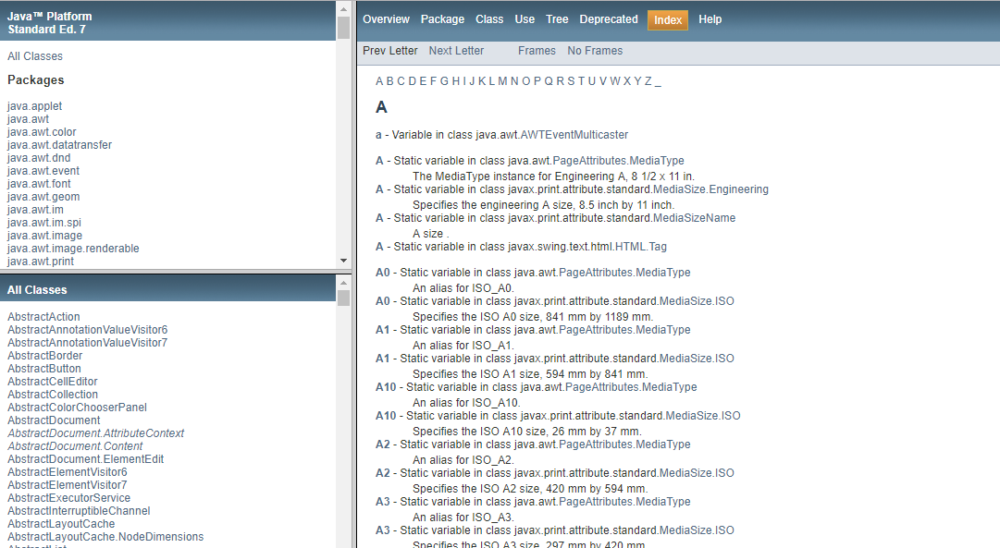 Java™ Platform
Standard Ed. 7
All Classes
Packages
java.applet
java.awt
java.awt.color
java.awt.datatransfer
java.awt.dnd
java.awt.event
java.awt.font
java.awt.geom
java.awt.im
java.awt.im.spi
java.awt.image
java.awt.image.renderable
java.awt.print
All Classes
AbstractAction
AbstractAnnotationValueVisitor6
AbstractAnnotationValueVisitor7
AbstractBorder
AbstractButton
AbstractCellEditor
AbstractCollection
AbstractColorChooserPanel
AbstractDocument
AbstractDocument.AttributeContext
AbstractDocument.Content
AbstractDocument.ElementEdit
AbstractElementVisitor6
AbstractElementVisitor7
AbstractExecutorService
AbstractInterruptibleChannel
AbstractLayoutCache
AbstractLayoutCache.NodeDimensions
AbstractList
Overview Package Class Use Tree Deprecated Index Help
Prev Letter Next Letter Frames No Frames
A B C D E F G H I J K L M N O P Q R S T U V W X Y Z _
A
a - Variable in class java.awt.AWTEventMulticaster
A - Static variable in class java.awt.PageAttributes.MediaType
The MediaType instance for Engineering A, 8 1/2 x 11 in.
A - Static variable in class javax.print.attribute.standard.MediaSize.Engineering
Specifies the engineering A size, 8.5 inch by 11 inch.
A - Static variable in class javax.print.attribute.standard.MediaSizeName
A size .
A - Static variable in class javax.swing.text.html.HTML.Tag
A0 - Static variable in class java.awt.PageAttributes.MediaType
An alias for ISO_A0.
A0 - Static variable in class javax.print.attribute.standard.MediaSize.ISO
Specifies the ISO A0 size, 841 mm by 1189 mm.
A1 - Static variable in class java.awt.PageAttributes.MediaType
An alias for ISO_A1.
A1 - Static variable in class javax.print.attribute.standard.MediaSize.ISO
Specifies the ISO A1 size, 594 mm by 841 mm.
A10 - Static variable in class java.awt.PageAttributes.MediaType
An alias for ISO_A10.
A10 - Static variable in class javax.print.attribute.standard.MediaSize.ISO
Specifies the ISO A10 size, 26 mm by 37 mm.
A2 - Static variable in class java.awt.PageAttributes.MediaType
An alias for ISO_A2.
A2 - Static variable in class javax.print.attribute.standard.MediaSize.ISO
Specifies the ISO A2 size, 420 mm by 594 mm.
A3 - Static variable in class java.awt.PageAttributes.MediaType
An alias for ISO_A3.
A3 - Static variable in class javax.print.attribute.standard.MediaSize.ISO
Specifies the ISO A3 size, 297 mm by 420 mm.